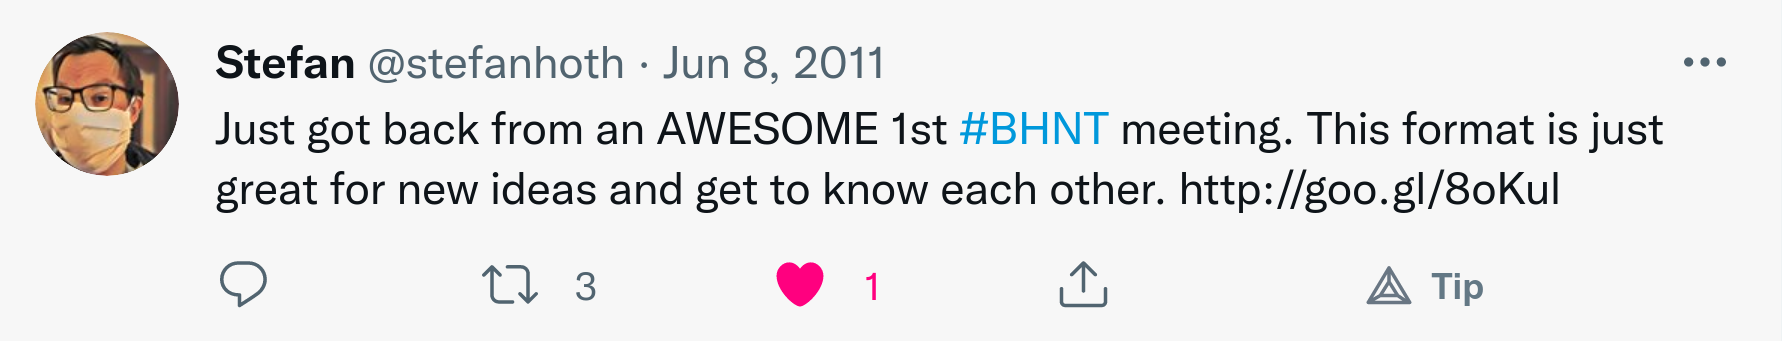 Stefan @stefanhoth · Jun 8, 2011
Just got back from an AWESOME 1st #BHNT meeting. This format is just
great for new ideas and get to know each other. http://goo.gl/8oKul
3 1 Tip